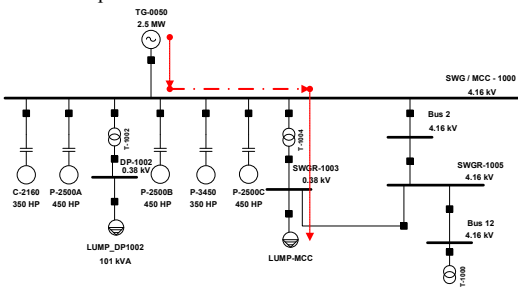 TG-0050
2.5 MW
SWG / MCC - 1000
4.16 kV
Bus 2
4.16 kV
T-1002
T-1004
DP-1002
0.38 kV
SWGR-1003
0.38 kV
SWGR-1005
4.16 kV
C-2160
350 HP
P-2500A
450 HP
P-2500B
450 HP
P-3450
350 HP
P-2500C
450 HP
Bus 12
4.16 kV
LUMP_DP1002
101 kVA
LUMP-MCC
T-1000